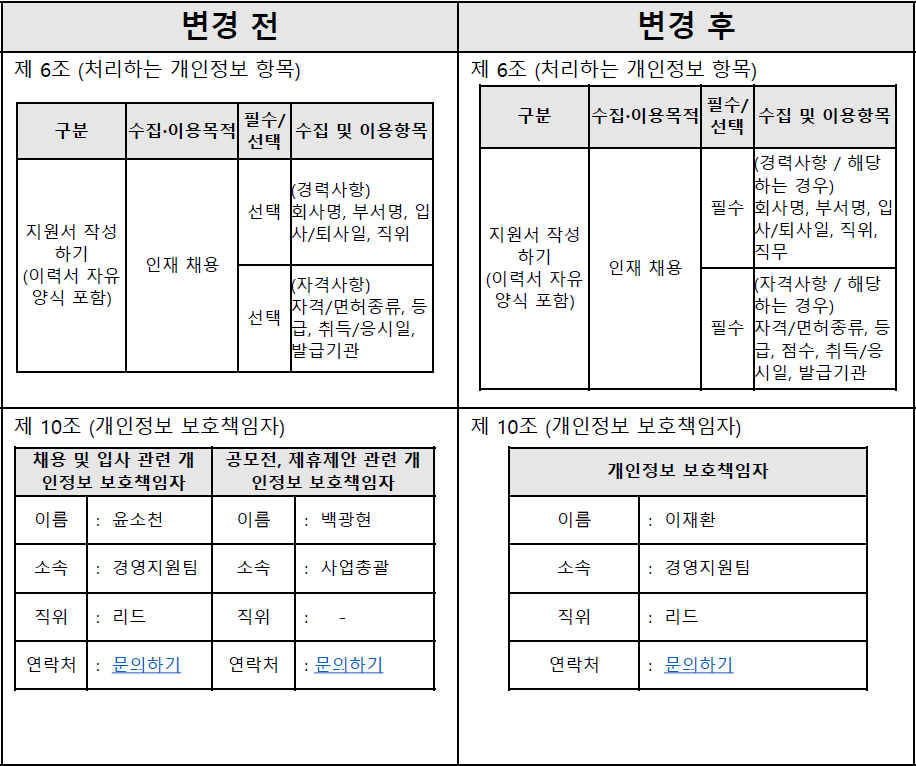 변경 전
변경 후
제 6조 (처리하는 개인정보 항목)
구분
수집·이용목적
필수/
선택
수집 및 이용항목
지원서 작성
하기
(이력서 자유
양식 포함)
인재 채용
선택
(경력사항)
회사명, 부서명, 입
사/퇴사일, 직위
선택
(자격사항)
자격/면허종류, 등
급, 취득/응시일,
발급기관
제 6조 (처리하는 개인정보 항목)
구분
수집·이용목적
필수/
선택
수집 및 이용항목
지원서 작성
하기
(이력서 자유
양식 포함)
인재 채용
필수
(경력사항 / 해당
하는 경우)
회사명, 부서명, 입
사/퇴사일, 직위,
직무
필수
(자격사항 / 해당
하는 경우)
자격/면허종류, 등
급, 점수, 취득/응
시일, 발급기관
제 10조 (개인정보 보호책임자)
채용 및 입사 관련 개
인정보 보호책임자
공모전, 제휴제안 관련 개
인정보 보호책임자
이름 : 윤소천 이름 : 백광현
소속 : 경영지원팀 소속 : 사업총괄
직위 : 리드 직위 : -
연락처 : 문의하기 연락처 : 문의하기
제 10조 (개인정보 보호책임자)
개인정보 보호책임자
이름 : 이재환
소속 : 경영지원팀
직위 : 리드
연락처 : 문의하기